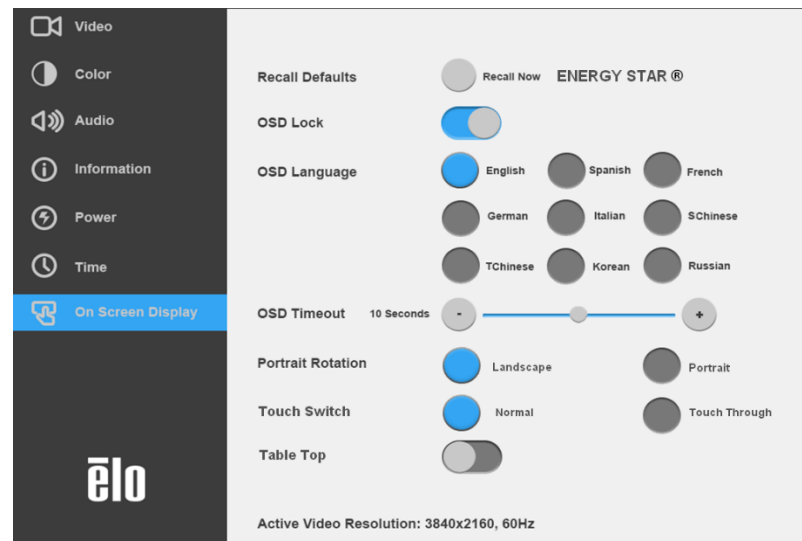 Video
Color
Audio
Information
Power
Time
On Screen Display
ēlo
Recall Defaults Recall Now ENERGY STAR ®
OSD Lock
OSD Language English Spanish French
German Italian SChinese
TChinese Korean Russian
OSD Timeout 10 Seconds - +
Portrait Rotation Landscape Portrait
Touch Switch Normal Touch Through
Table Top
Active Video Resolution: 3840x2160, 60Hz